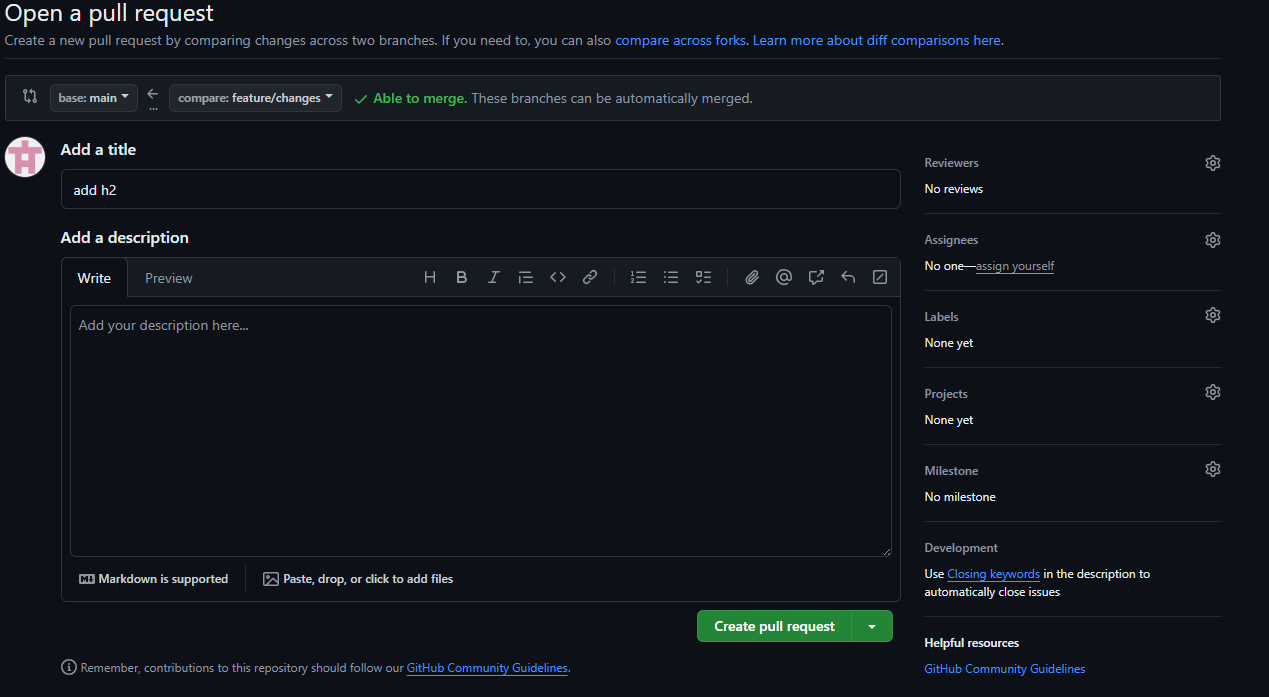 Open a pull request
Create a new pull request by comparing changes across two branches. If you need to, you can also compare across forks. Learn more about diff comparisons here.
base: main
compare: feature/changes
Able to merge. These branches can be automatically merged.
Add a title
add h2
Add a description
Write
Preview
Add your description here...
Markdown is supported
Paste, drop, or click to add files
Create pull request
Remember, contributions to this repository should follow our GitHub Community Guidelines.
Reviewers
No reviews
Assignees
No one—assign yourself
Labels
None yet
Projects
None yet
Milestone
No milestone
Development
Use Closing keywords in the description to
automatically close issues
Helpful resources
GitHub Community Guidelines